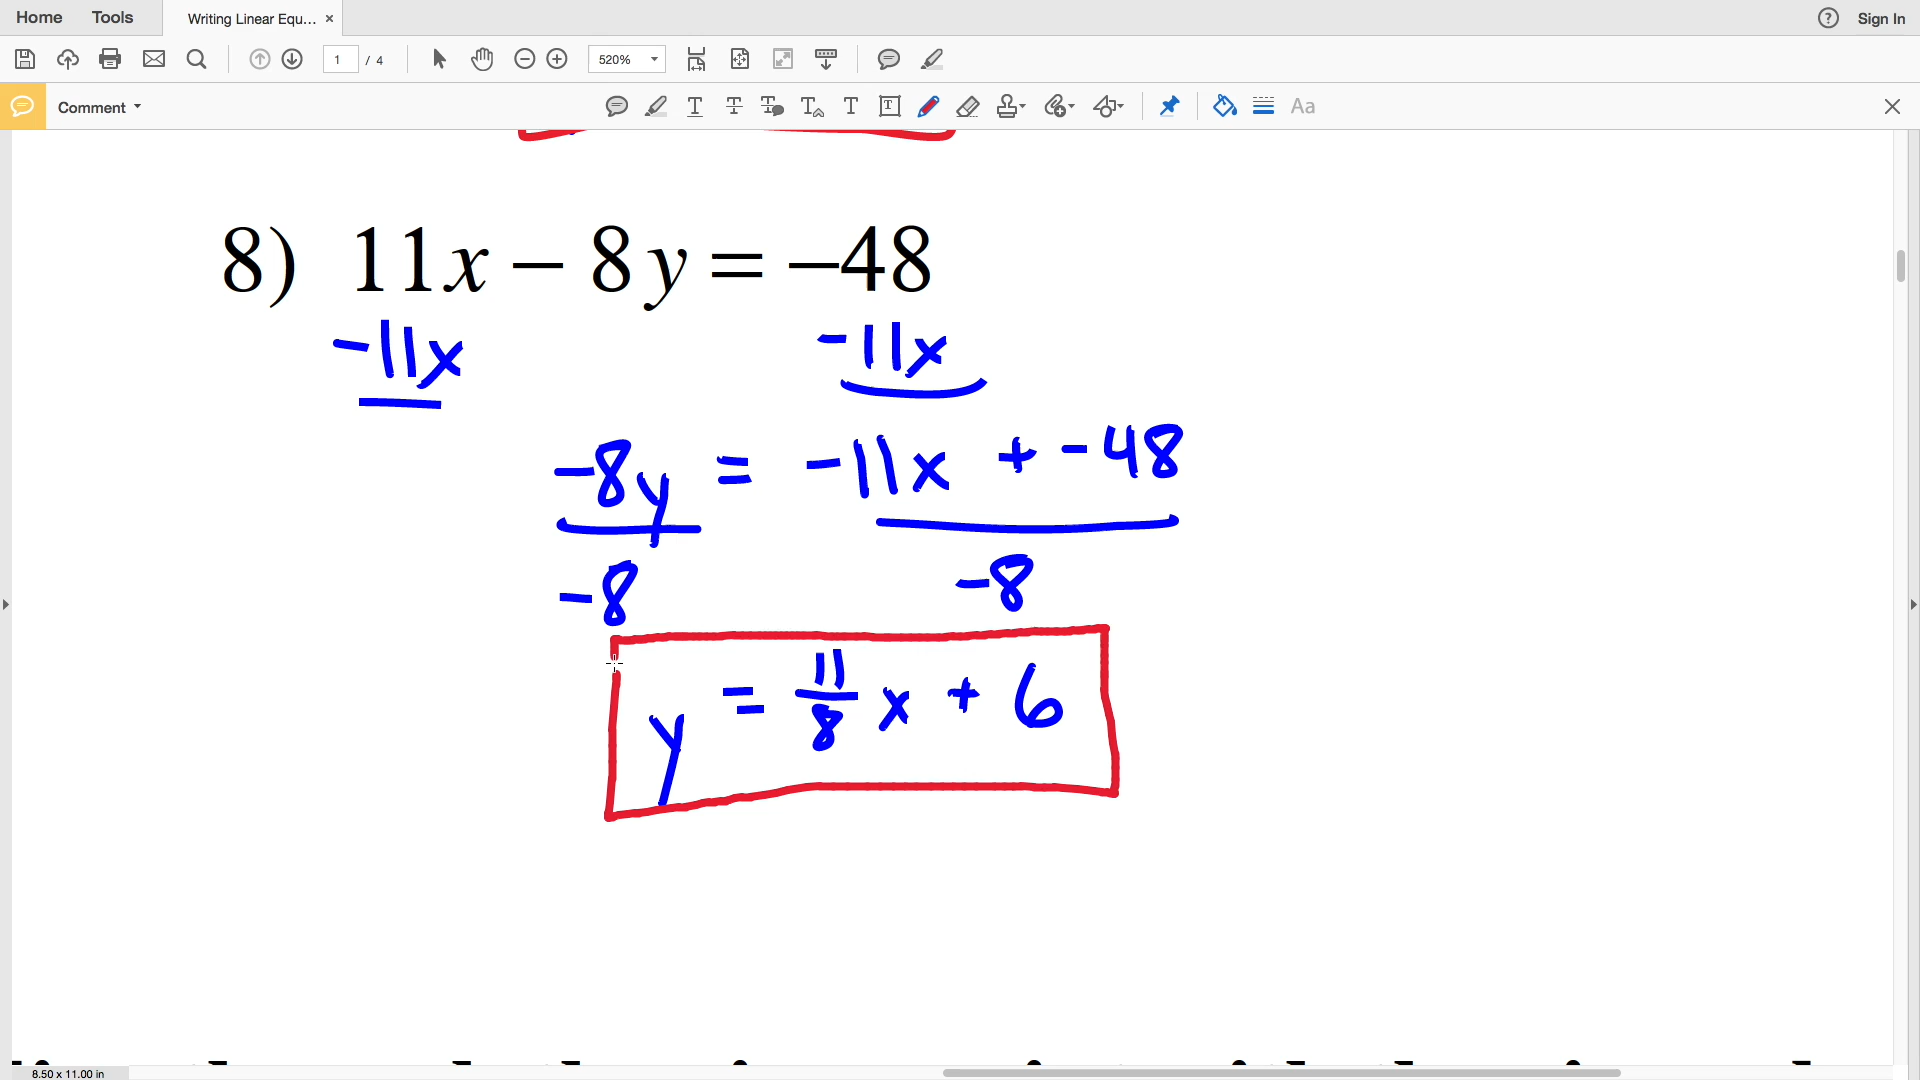 Home Tools Writing Linear Equ... × Sign In
1 / 4 520%
Comment Aa
8) 11x − 8y = −48
-11x -11x
-8y = -11x + -48
-8 -8
y = 11/8 x + 6
8.50 x 11.00 in